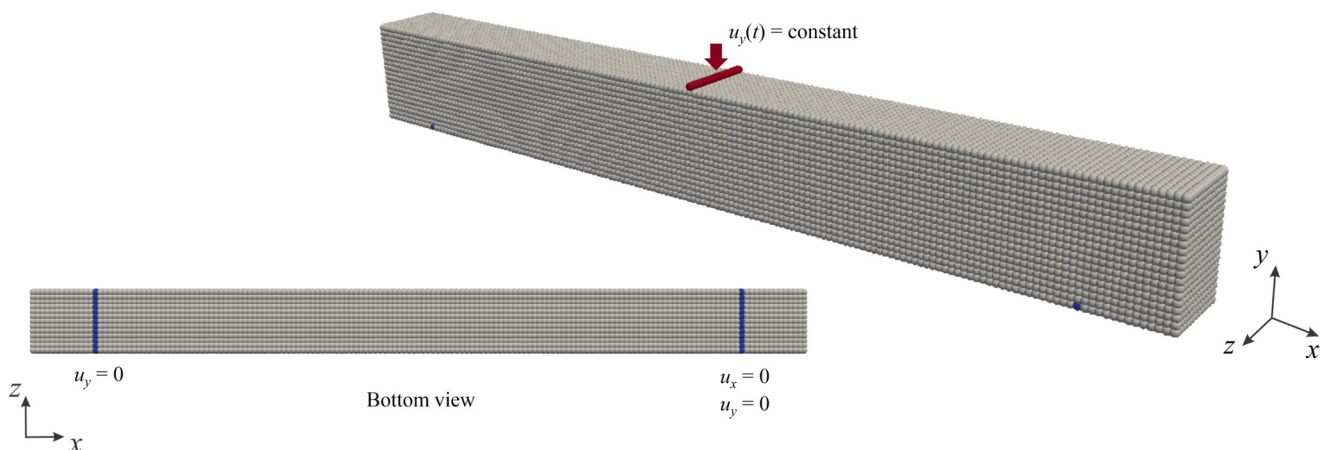 u_y(t) = constant
y
z
x
u_y = 0
u_x = 0
u_y = 0
Bottom view
z
x